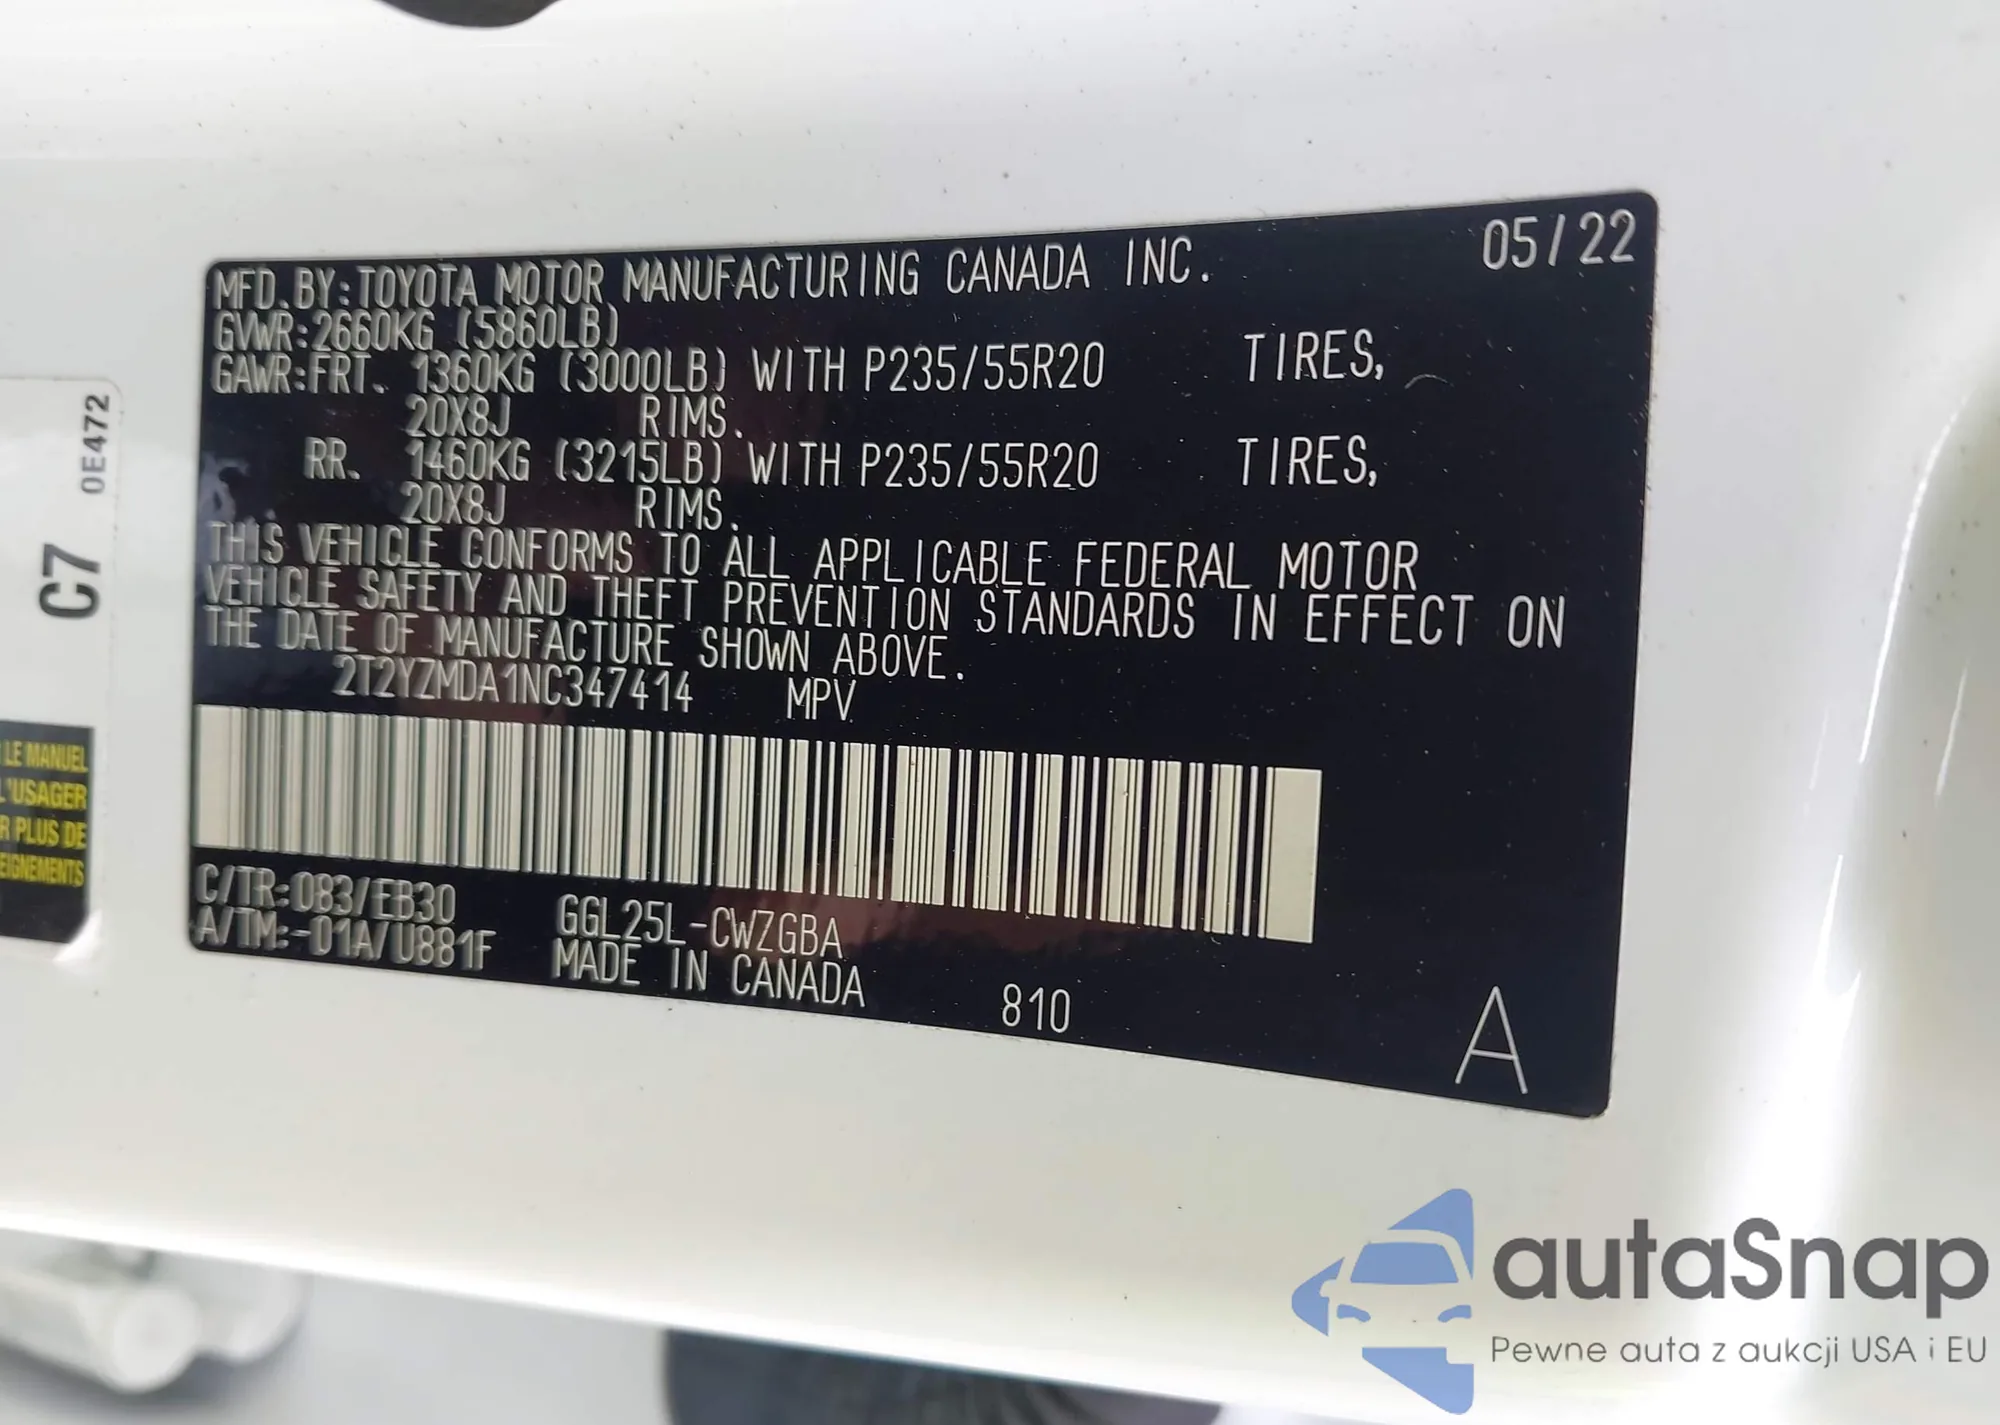 MFD. BY: TOYOTA MOTOR MANUFACTURING CANADA INC. 05/22
GVWR: 2660KG (5860LB)
GAWR: FRT. 1360KG (3000LB) WITH P235/55R20 TIRES,
20X8J RIMS.
RR. 1460KG (3215LB) WITH P235/55R20 TIRES,
20X8J RIMS.
THIS VEHICLE CONFORMS TO ALL APPLICABLE FEDERAL MOTOR
VEHICLE SAFETY AND THEFT PREVENTION STANDARDS IN EFFECT ON
THE DATE OF MANUFACTURE SHOWN ABOVE.
2T2YZMDA1NC347414 MPV
C/TR: 083/EB30 GGL25L-CWZGBA
A/TM: -01A/U881F MADE IN CANADA 810
A
C7 0E472
LE MANUEL
L'USAGER
R PLUS DE
EIGNEMENTS
autaSnap
Pewne auta z aukcji USA i EU